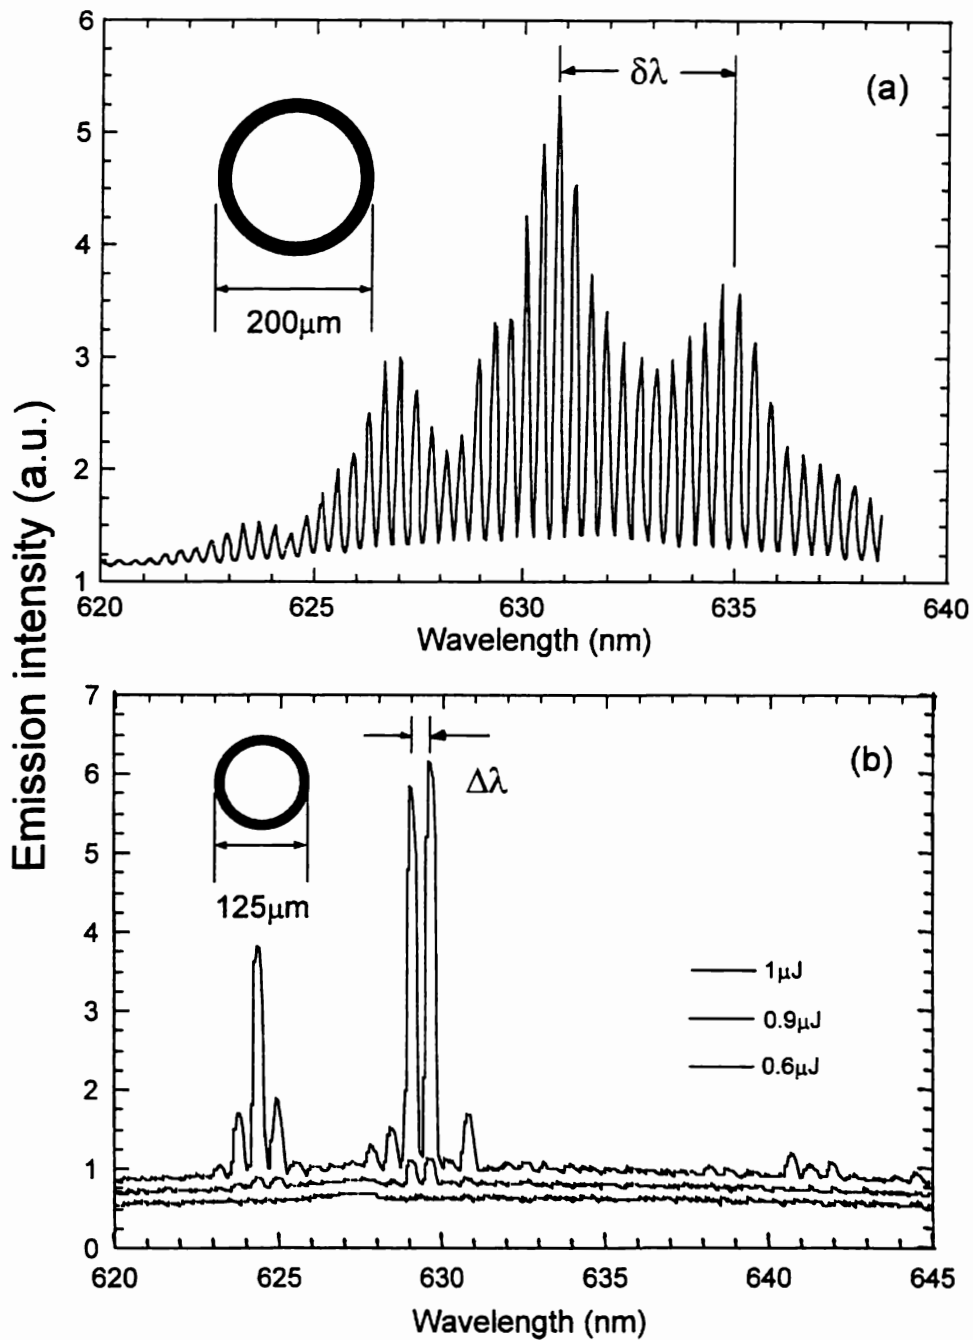 Emission intensity (a.u.)
6
5
4
3
2
1
δλ
(a)
200μm
620
625
630
635
640
Wavelength (nm)
7
6
5
4
3
2
1
0
Δλ
(b)
125μm
1μJ
0.9μJ
0.6μJ
620
625
630
635
640
645
Wavelength (nm)